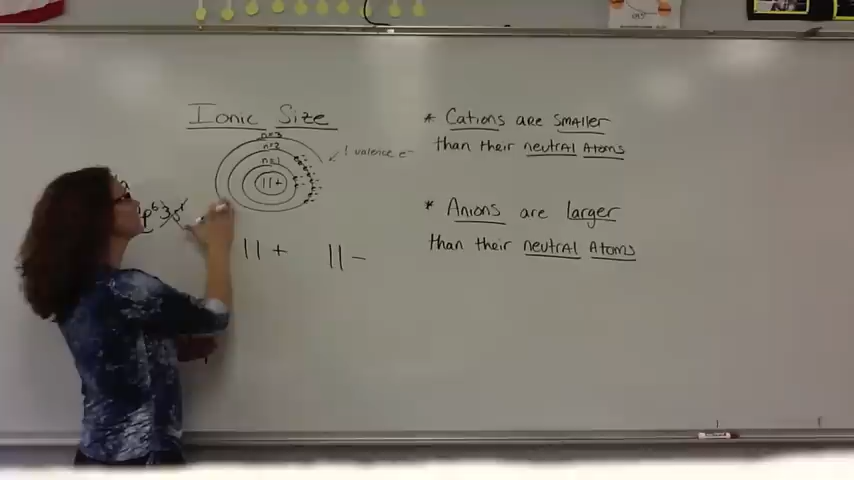 Ionic Size
n=3
n=2
n=1
11+
1 valence e-
p⁶3s¹
11+ 11-
* Cations are smaller
than their neutral Atoms
* Anions are larger
than their neutral Atoms